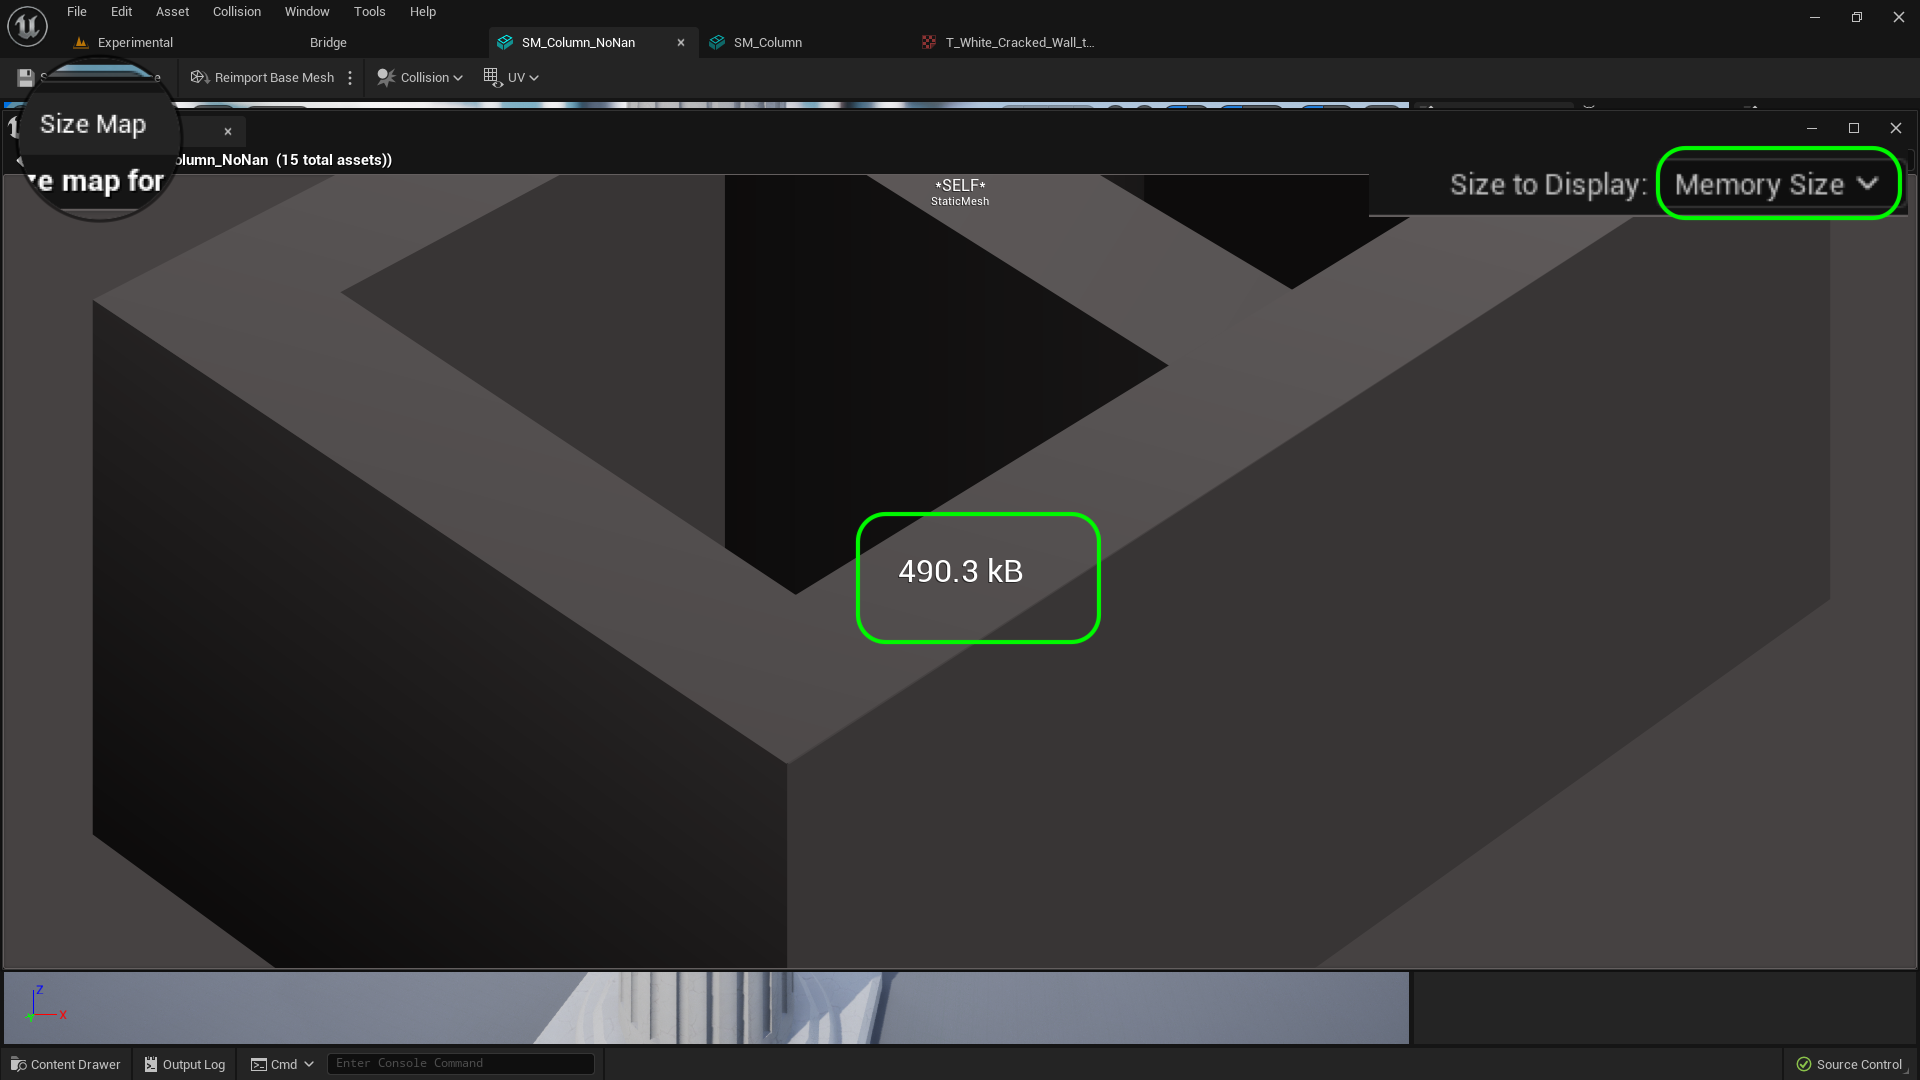 File Edit Asset Collision Window Tools Help
Experimental Bridge SM_Column_NoNan SM_Column T_White_Cracked_Wall_t...
Reimport Base Mesh Collision UV
Size Map
map for olumn_NoNan (15 total assets))
*SELF*
StaticMesh
Size to Display: Memory Size
490.3 kB
Z
X
Content Drawer Output Log Cmd Enter Console Command Source Control